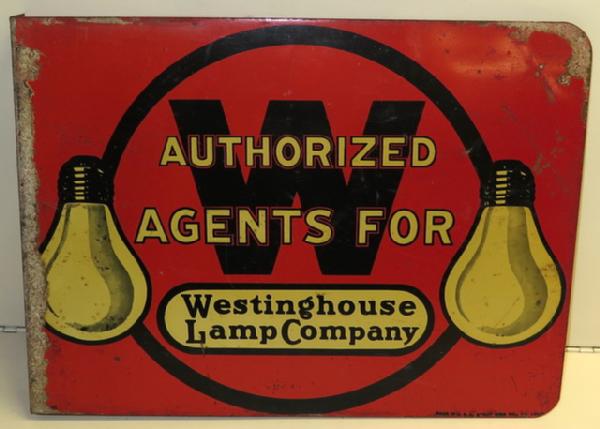 W
AUTHORIZED
AGENTS FOR
Westinghouse
Lamp Company